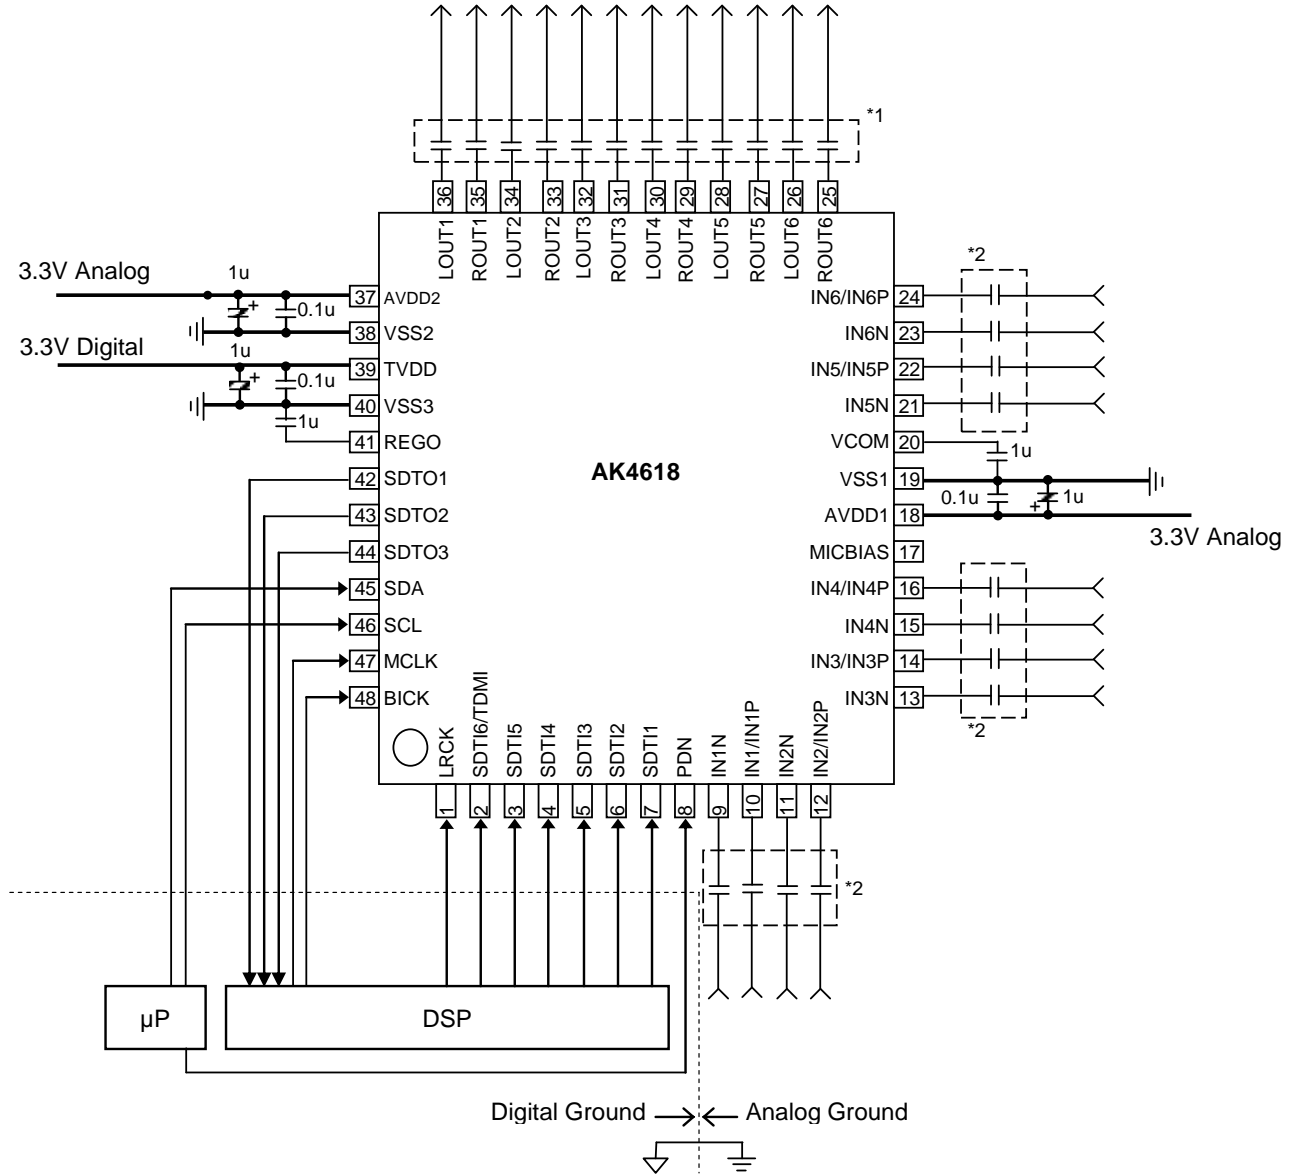 *1
36
35
34
33
32
31
30
29
28
27
26
25
LOUT1
ROUT1
LOUT2
ROUT2
LOUT3
ROUT3
LOUT4
ROUT4
LOUT5
ROUT5
LOUT6
ROUT6
3.3V Analog
1u
+
0.1u
37 AVDD2
38 VSS2
3.3V Digital
1u
+
0.1u
39 TVDD
40 VSS3
1u
41 REGO
42 SDTO1
43 SDTO2
44 SDTO3
45 SDA
46 SCL
47 MCLK
48 BICK
AK4618
*2
IN6/IN6P 24
IN6N 23
IN5/IN5P 22
IN5N 21
VCOM 20
1u
VSS1 19
0.1u
+
1u
AVDD1 18
3.3V Analog
MICBIAS 17
IN4/IN4P 16
IN4N 15
IN3/IN3P 14
IN3N 13
*2
LRCK
SDTI6/TDMI
SDTI5
SDTI4
SDTI3
SDTI2
SDTI1
PDN
IN1N
IN1/IN1P
IN2N
IN2/IN2P
1
2
3
4
5
6
7
8
9
10
11
12
*2
µP
DSP
Digital Ground
Analog Ground